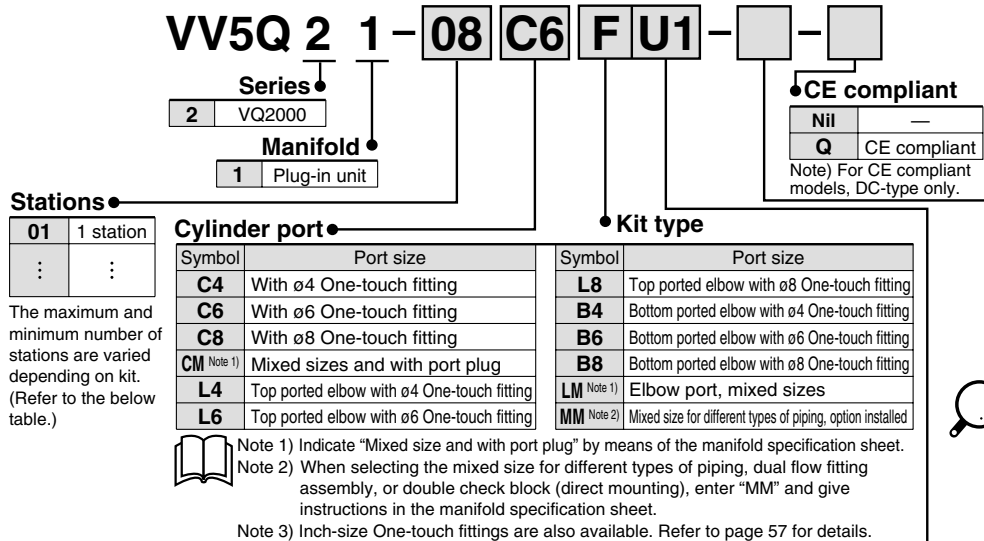 VV5Q 2 1 – 08 C6 F U1 – –
Series
2 VQ2000
Manifold
1 Plug-in unit
CE compliant
Nil —
Q CE compliant
Note) For CE compliant
models, DC-type only.
Stations
01 1 station
⋮ ⋮
The maximum and
minimum number of
stations are varied
depending on kit.
(Refer to the below
table.)
Cylinder port
Symbol Port size
C4 With ø4 One-touch fitting
C6 With ø6 One-touch fitting
C8 With ø8 One-touch fitting
CM Note 1) Mixed sizes and with port plug
L4 Top ported elbow with ø4 One-touch fitting
L6 Top ported elbow with ø6 One-touch fitting
Kit type
Symbol Port size
L8 Top ported elbow with ø8 One-touch fitting
B4 Bottom ported elbow with ø4 One-touch fitting
B6 Bottom ported elbow with ø6 One-touch fitting
B8 Bottom ported elbow with ø8 One-touch fitting
LM Note 1) Elbow port, mixed sizes
MM Note 2) Mixed size for different types of piping, option installed
Note 1) Indicate “Mixed size and with port plug” by means of the manifold specification sheet.
Note 2) When selecting the mixed size for different types of piping, dual flow fitting
assembly, or double check block (direct mounting), enter “MM” and give
instructions in the manifold specification sheet.
Note 3) Inch-size One-touch fittings are also available. Refer to page 57 for details.